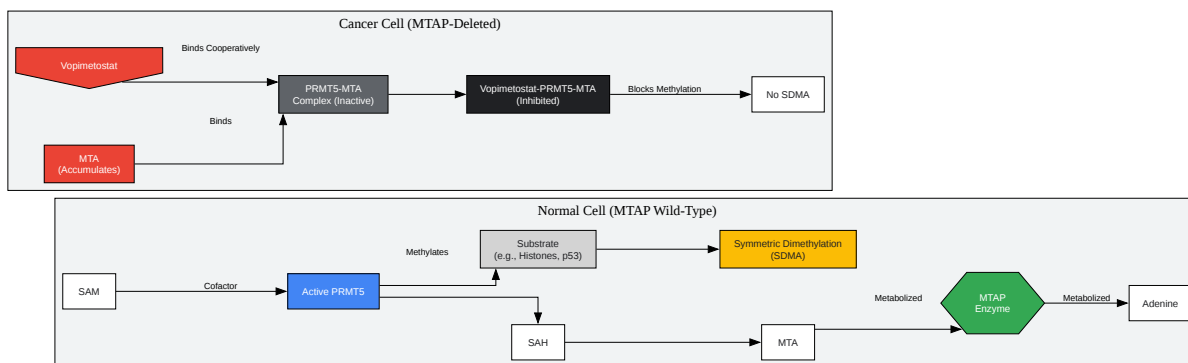 Cancer Cell (MTAP-Deleted)
Vopimetostat
Binds Cooperatively
PRMT5-MTA
Complex (Inactive)
Vopimetostat-PRMT5-MTA
(Inhibited)
Blocks Methylation
No SDMA
Binds
MTA
(Accumulates)
Normal Cell (MTAP Wild-Type)
Methylates
Substrate
(e.g., Histones, p53)
Symmetric Dimethylation
(SDMA)
SAM
Cofactor
Active PRMT5
Metabolized
MTAP
Enzyme
Metabolized
Adenine
SAH
MTA